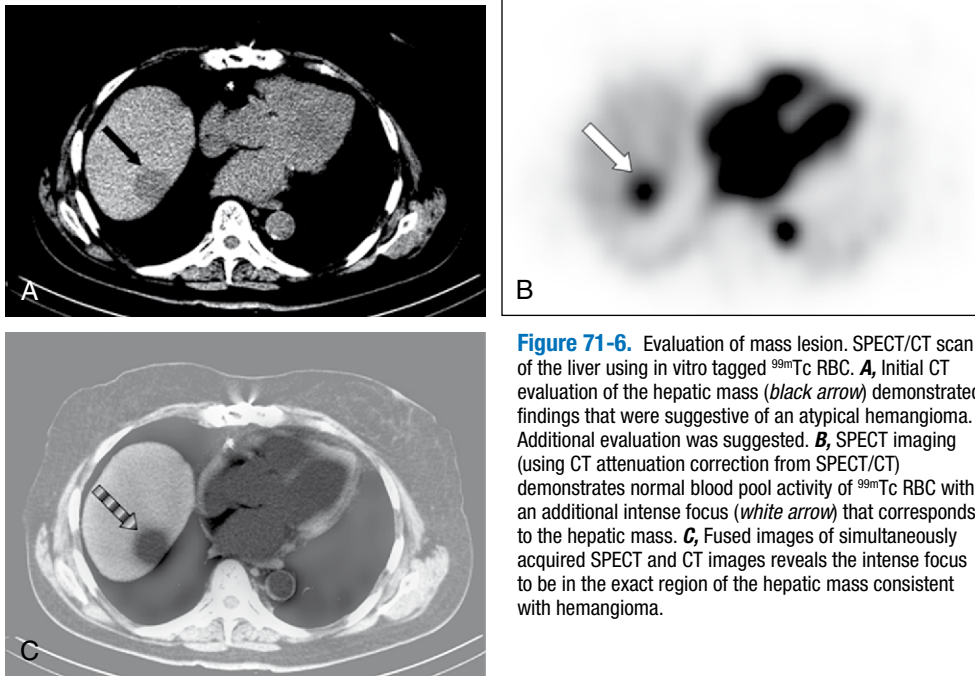 A
B
C
Figure 71-6. Evaluation of mass lesion. SPECT/CT scan
of the liver using in vitro tagged ⁹⁹ᵐTc RBC. A, Initial CT
evaluation of the hepatic mass (black arrow) demonstrated
findings that were suggestive of an atypical hemangioma.
Additional evaluation was suggested. B, SPECT imaging
(using CT attenuation correction from SPECT/CT)
demonstrates normal blood pool activity of ⁹⁹ᵐTc RBC with
an additional intense focus (white arrow) that corresponds
to the hepatic mass. C, Fused images of simultaneously
acquired SPECT and CT images reveals the intense focus
to be in the exact region of the hepatic mass consistent
with hemangioma.